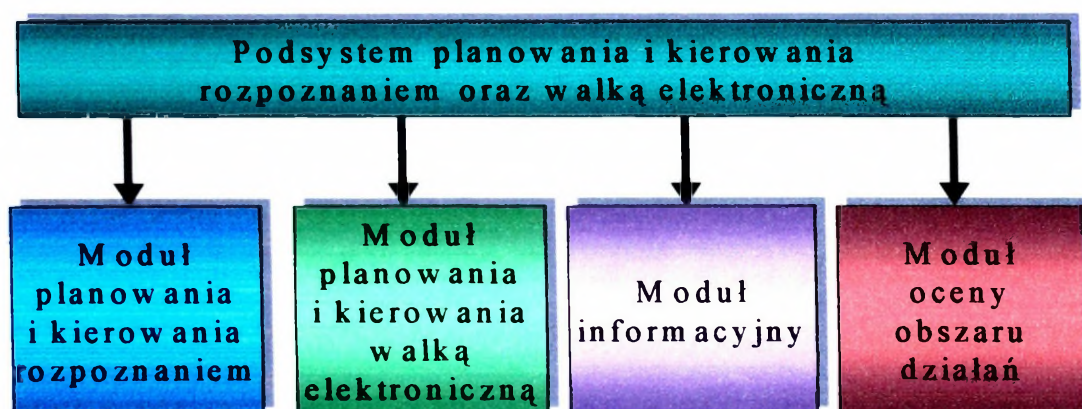 Podsystem planowania i kierowania
rozpoznaniem oraz walką elektroniczną
Moduł
planowania
i kierowania
rozpoznaniem
Moduł
planowania
i kierowania
walką
elektroniczną
Moduł
informacyjny
Moduł
oceny
obszaru
działań